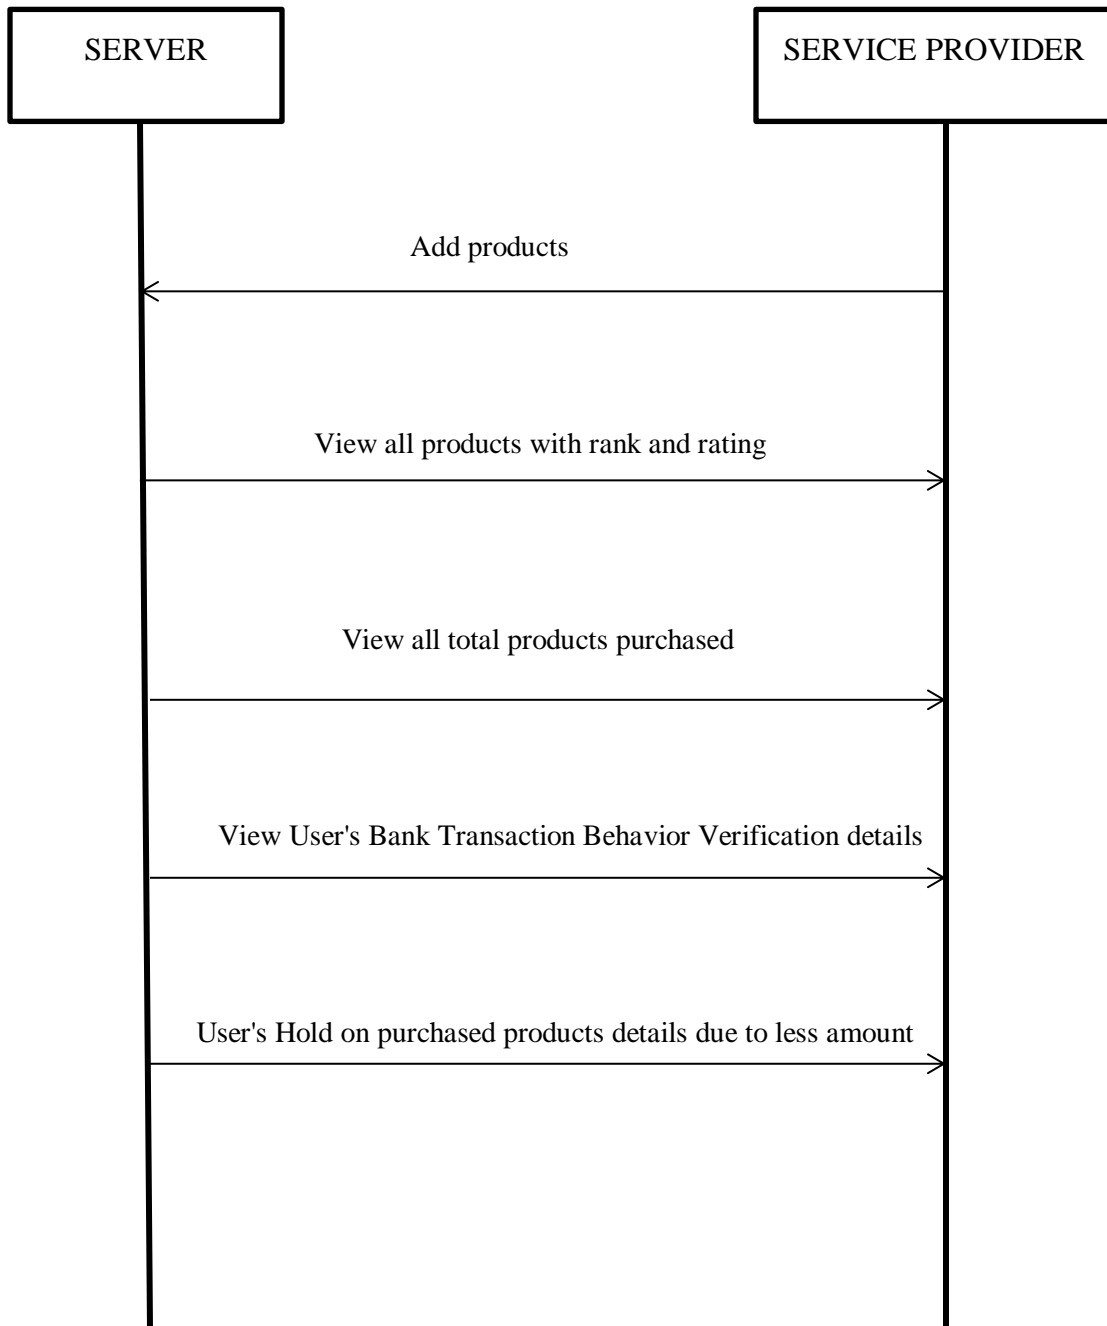 SERVER
SERVICE PROVIDER
Add products
View all products with rank and rating
View all total products purchased
View User's Bank Transaction Behavior Verification details
User's Hold on purchased products details due to less amount